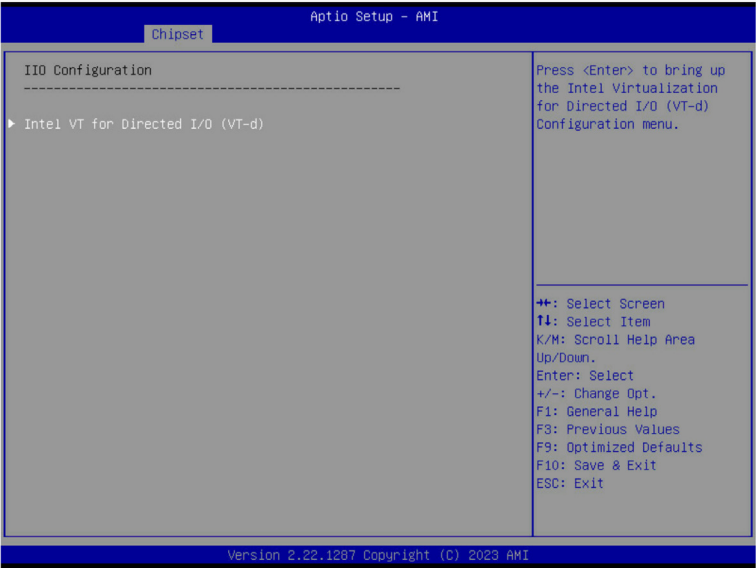 Aptio Setup – AMI
Chipset
IIO Configuration
--------------------------------------------------
Intel VT for Directed I/O (VT-d)
Press <Enter> to bring up
the Intel Virtualization
for Directed I/O (VT-d)
Configuration menu.
→←: Select Screen
↑↓: Select Item
K/M: Scroll Help Area
Up/Down.
Enter: Select
+/-: Change Opt.
F1: General Help
F3: Previous Values
F9: Optimized Defaults
F10: Save & Exit
ESC: Exit
Version 2.22.1287 Copyright (C) 2023 AMI